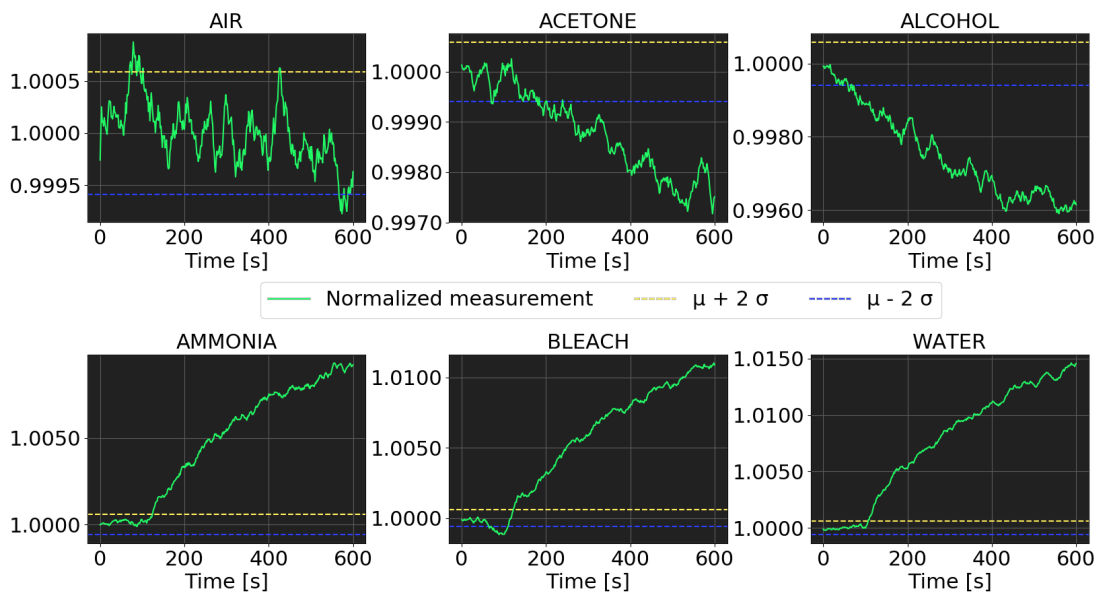 AIR
1.0005
1.0000
0.9995
0 200 400 600
Time [s]
ACETONE
1.0000
0.9990
0.9980
0.9970
0 200 400 600
Time [s]
ALCOHOL
1.0000
0.9980
0.9960
0 200 400 600
Time [s]
Normalized measurement
μ + 2 σ
μ - 2 σ
AMMONIA
1.0050
1.0000
0 200 400 600
Time [s]
BLEACH
1.0100
1.0050
1.0000
0 200 400 600
Time [s]
WATER
1.0150
1.0100
1.0050
1.0000
0 200 400 600
Time [s]